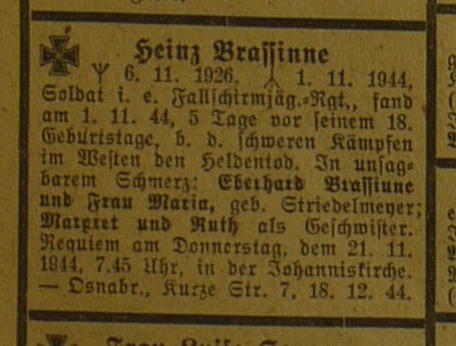 Heinz Brassinne
ᛉ 6. 11. 1926. ᛣ 1. 11. 1944,
Soldat i. e. Fallschirmjäg.-Rgt., fand
am 1. 11. 44, 5 Tage vor seinem 18.
Geburtstage, b. d. schweren Kämpfen
im Westen den Heldentod. In unsag-
barem Schmerz: Eberhard Brassinne
und Frau Maria, geb. Striedelmeyer;
Margret und Ruth als Geschwister.
Requiem am Donnerstag, dem 21. 11.
1944, 7.45 Uhr, in der Johanniskirche.
— Osnabr., Kurze Str. 7. 18. 12. 44.